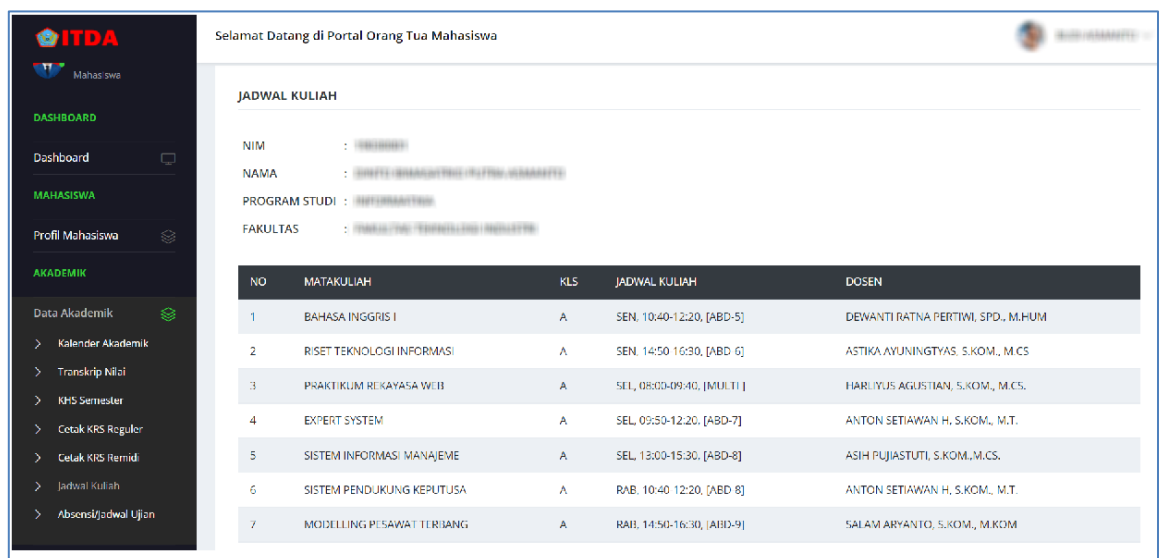 ITDA
Selamat Datang di Portal Orang Tua Mahasiswa
Mahasiswa
DASHBOARD
Dashboard
MAHASISWA
Profil Mahasiswa
AKADEMIK
Data Akademik
> Kalender Akademik
> Transkrip Nilai
> KHS Semester
> Cetak KRS Reguler
> Cetak KRS Remidi
> Jadwal Kuliah
> Absensi/Jadwal Ujian
JADWAL KULIAH
NIM :
NAMA :
PROGRAM STUDI :
FAKULTAS :
NO MATAKULIAH KLS JADWAL KULIAH DOSEN
1 BAHASA INGGRIS I A SEN, 10:40-12:20, [ABD-5] DEWANTI RATNA PERTIWI, SPD., M.HUM
2 RISET TEKNOLOGI INFORMASI A SEN, 14:50-16:30, [ABD-6] ASTIKA AYUNINGTYAS, S.KOM., M.CS
3 PRAKTIKUM REKAYASA WEB A SEL, 08:00-09:40, [MULTI ] HARLIYUS AGUSTIAN, S.KOM., M.CS.
4 EXPERT SYSTEM A SEL, 09:50-12:20, [ABD-7] ANTON SETIAWAN H, S.KOM., M.T.
5 SISTEM INFORMASI MANAJEME A SEL, 13:00-15:30, [ABD-8] ASIH PUJIASTUTI, S.KOM.,M.CS.
6 SISTEM PENDUKUNG KEPUTUSA A RAB, 10:40-12:20, [ABD-8] ANTON SETIAWAN H, S.KOM., M.T.
7 MODELLING PESAWAT TERBANG A RAB, 14:50-16:30, [ABD-9] SALAM ARYANTO, S.KOM., M.KOM